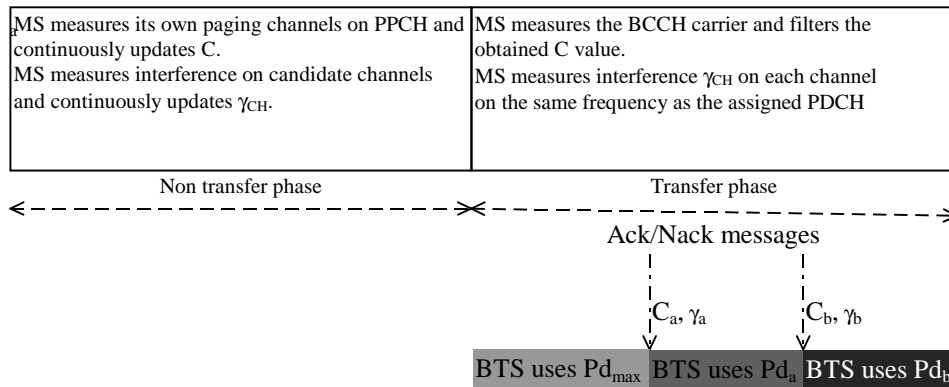 MS measures its own paging channels on PPCH and
continuously updates C.
MS measures interference on candidate channels
and continuously updates γCH.
MS measures the BCCH carrier and filters the
obtained C value.
MS measures interference γCH on each channel
on the same frequency as the assigned PDCH
a
Non transfer phase
Transfer phase
Ack/Nack messages
Ca, γa
Cb, γb
BTS uses Pdmax
BTS uses Pda
BTS uses Pdb